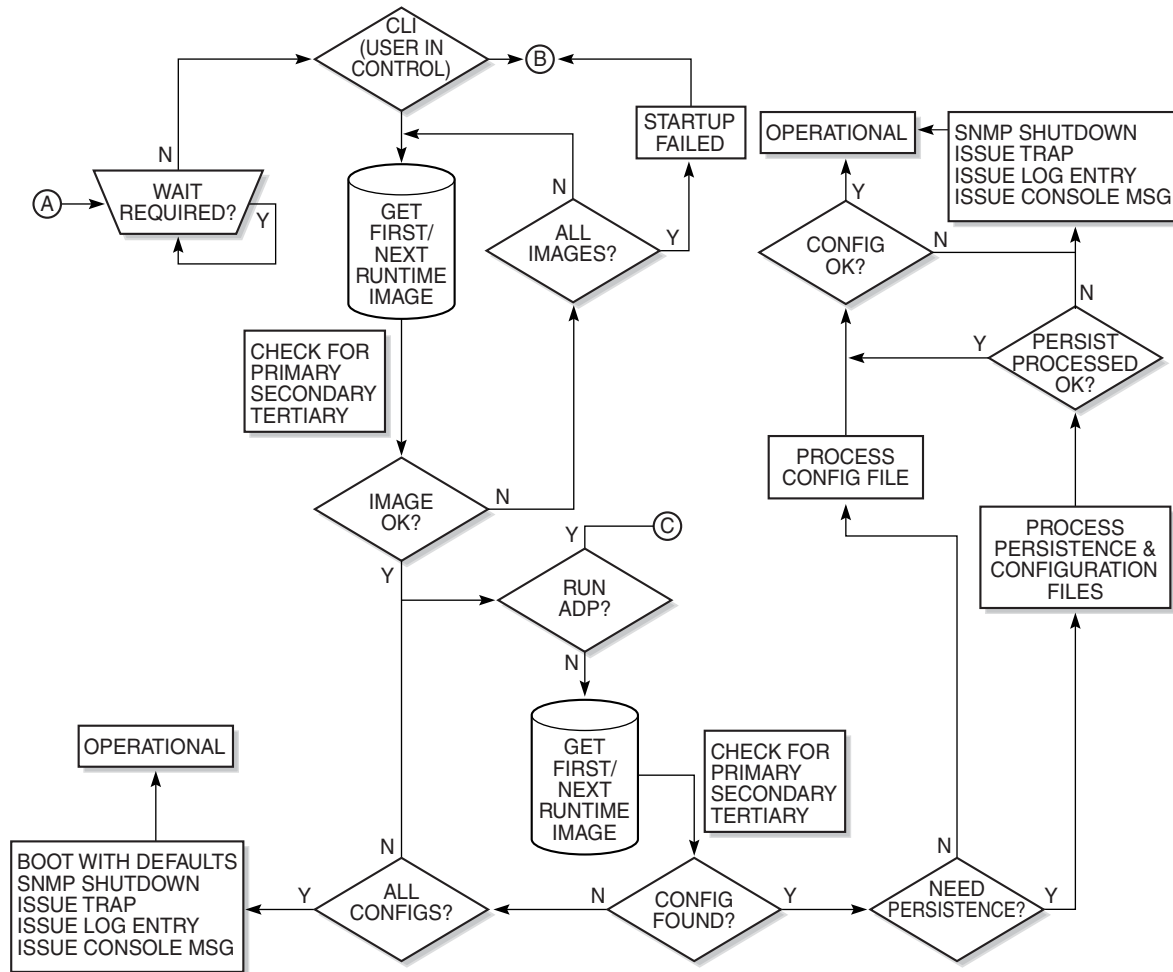 CLI
(USER IN
CONTROL)
B
STARTUP
FAILED
OPERATIONAL
SNMP SHUTDOWN
ISSUE TRAP
ISSUE LOG ENTRY
ISSUE CONSOLE MSG
N
A
WAIT
REQUIRED?
Y
GET
FIRST/
NEXT
RUNTIME
IMAGE
N
ALL
IMAGES?
Y
Y
CONFIG
OK?
N
N
PERSIST
PROCESSED
OK?
Y
CHECK FOR
PRIMARY
SECONDARY
TERTIARY
IMAGE
OK?
N
Y
PROCESS
CONFIG FILE
PROCESS
PERSISTENCE &
CONFIGURATION
FILES
C
Y
RUN
ADP?
N
GET
FIRST/
NEXT
RUNTIME
IMAGE
CHECK FOR
PRIMARY
SECONDARY
TERTIARY
OPERATIONAL
BOOT WITH DEFAULTS
SNMP SHUTDOWN
ISSUE TRAP
ISSUE LOG ENTRY
ISSUE CONSOLE MSG
Y
N
ALL
CONFIGS?
N
CONFIG
FOUND?
Y
N
NEED
PERSISTENCE?
Y